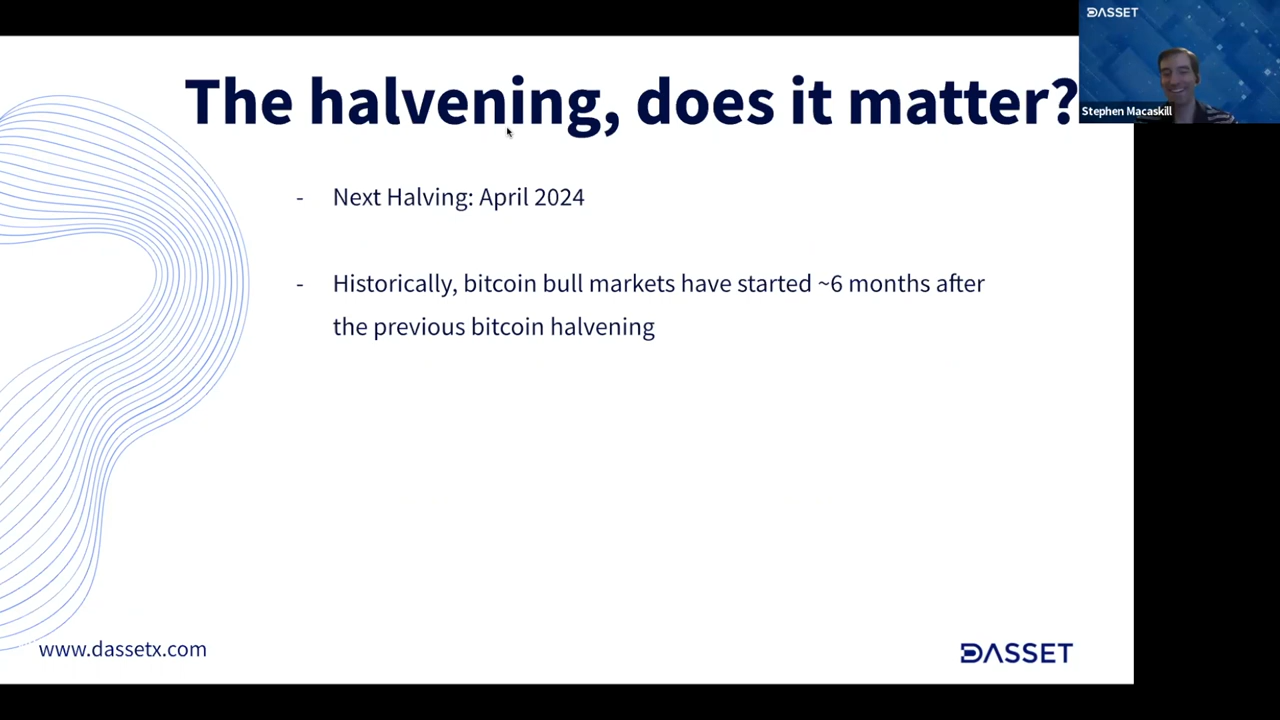 DASSET
Stephen Macaskill
The halvening, does it matter?
- Next Halving: April 2024
- Historically, bitcoin bull markets have started ~6 months after
the previous bitcoin halvening
www.dassetx.com
DASSET